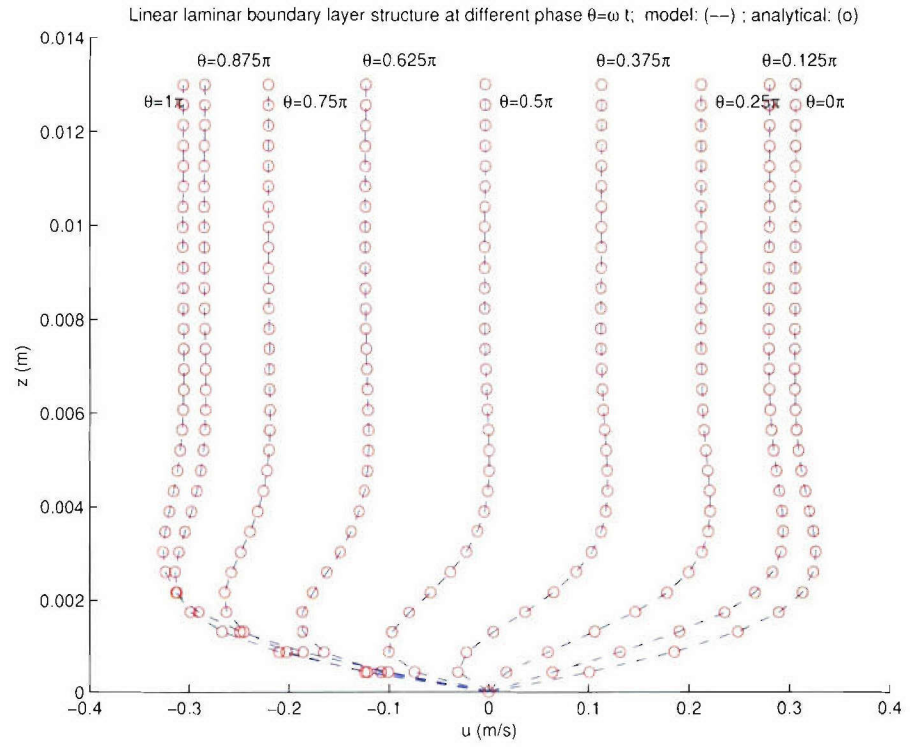 Linear laminar boundary layer structure at different phase θ=ω t; model: (−−) ; analytical: (o)
0.014
θ=0.875π
θ=0.625π
θ=0.375π
θ=0.125π
θ=1π
θ=0.75π
θ=0.5π
θ=0.25π
θ=0π
0.012
0.01
0.008
z (m)
0.006
0.004
0.002
0
−0.4
−0.3
−0.2
−0.1
0
0.1
0.2
0.3
0.4
u (m/s)